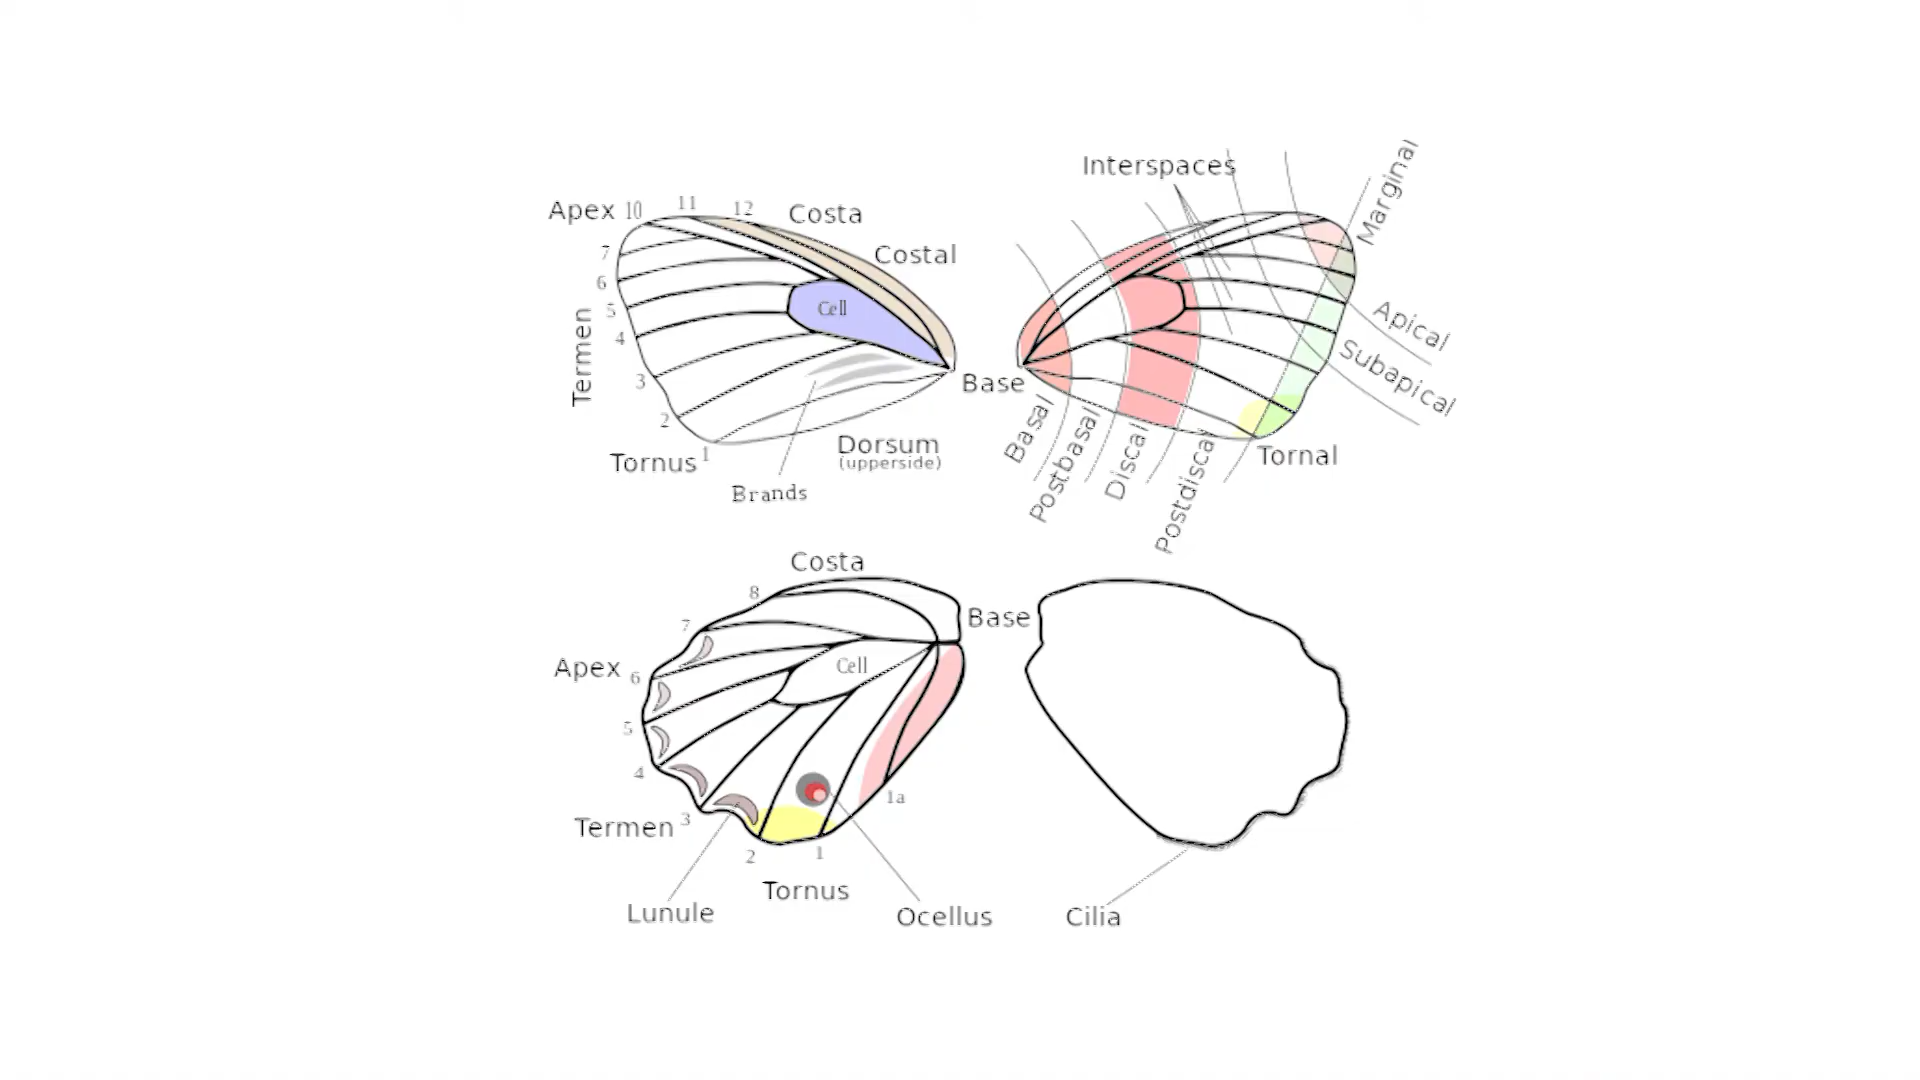 Interspaces
Marginal
Apex 10 11 12 Costa
Costal
7
6
5
4
3
2
1
Termen
Cell
Base
Apical
Subapical
Basal
Postbasal
Discal
Postdiscal
Tornal
Dorsum
(upperside)
Tornus
Brands
Costa
8
7
Base
Cell
Apex 6
5
4
1a
Termen 3
2
1
Tornus
Lunule
Ocellus
Cilia